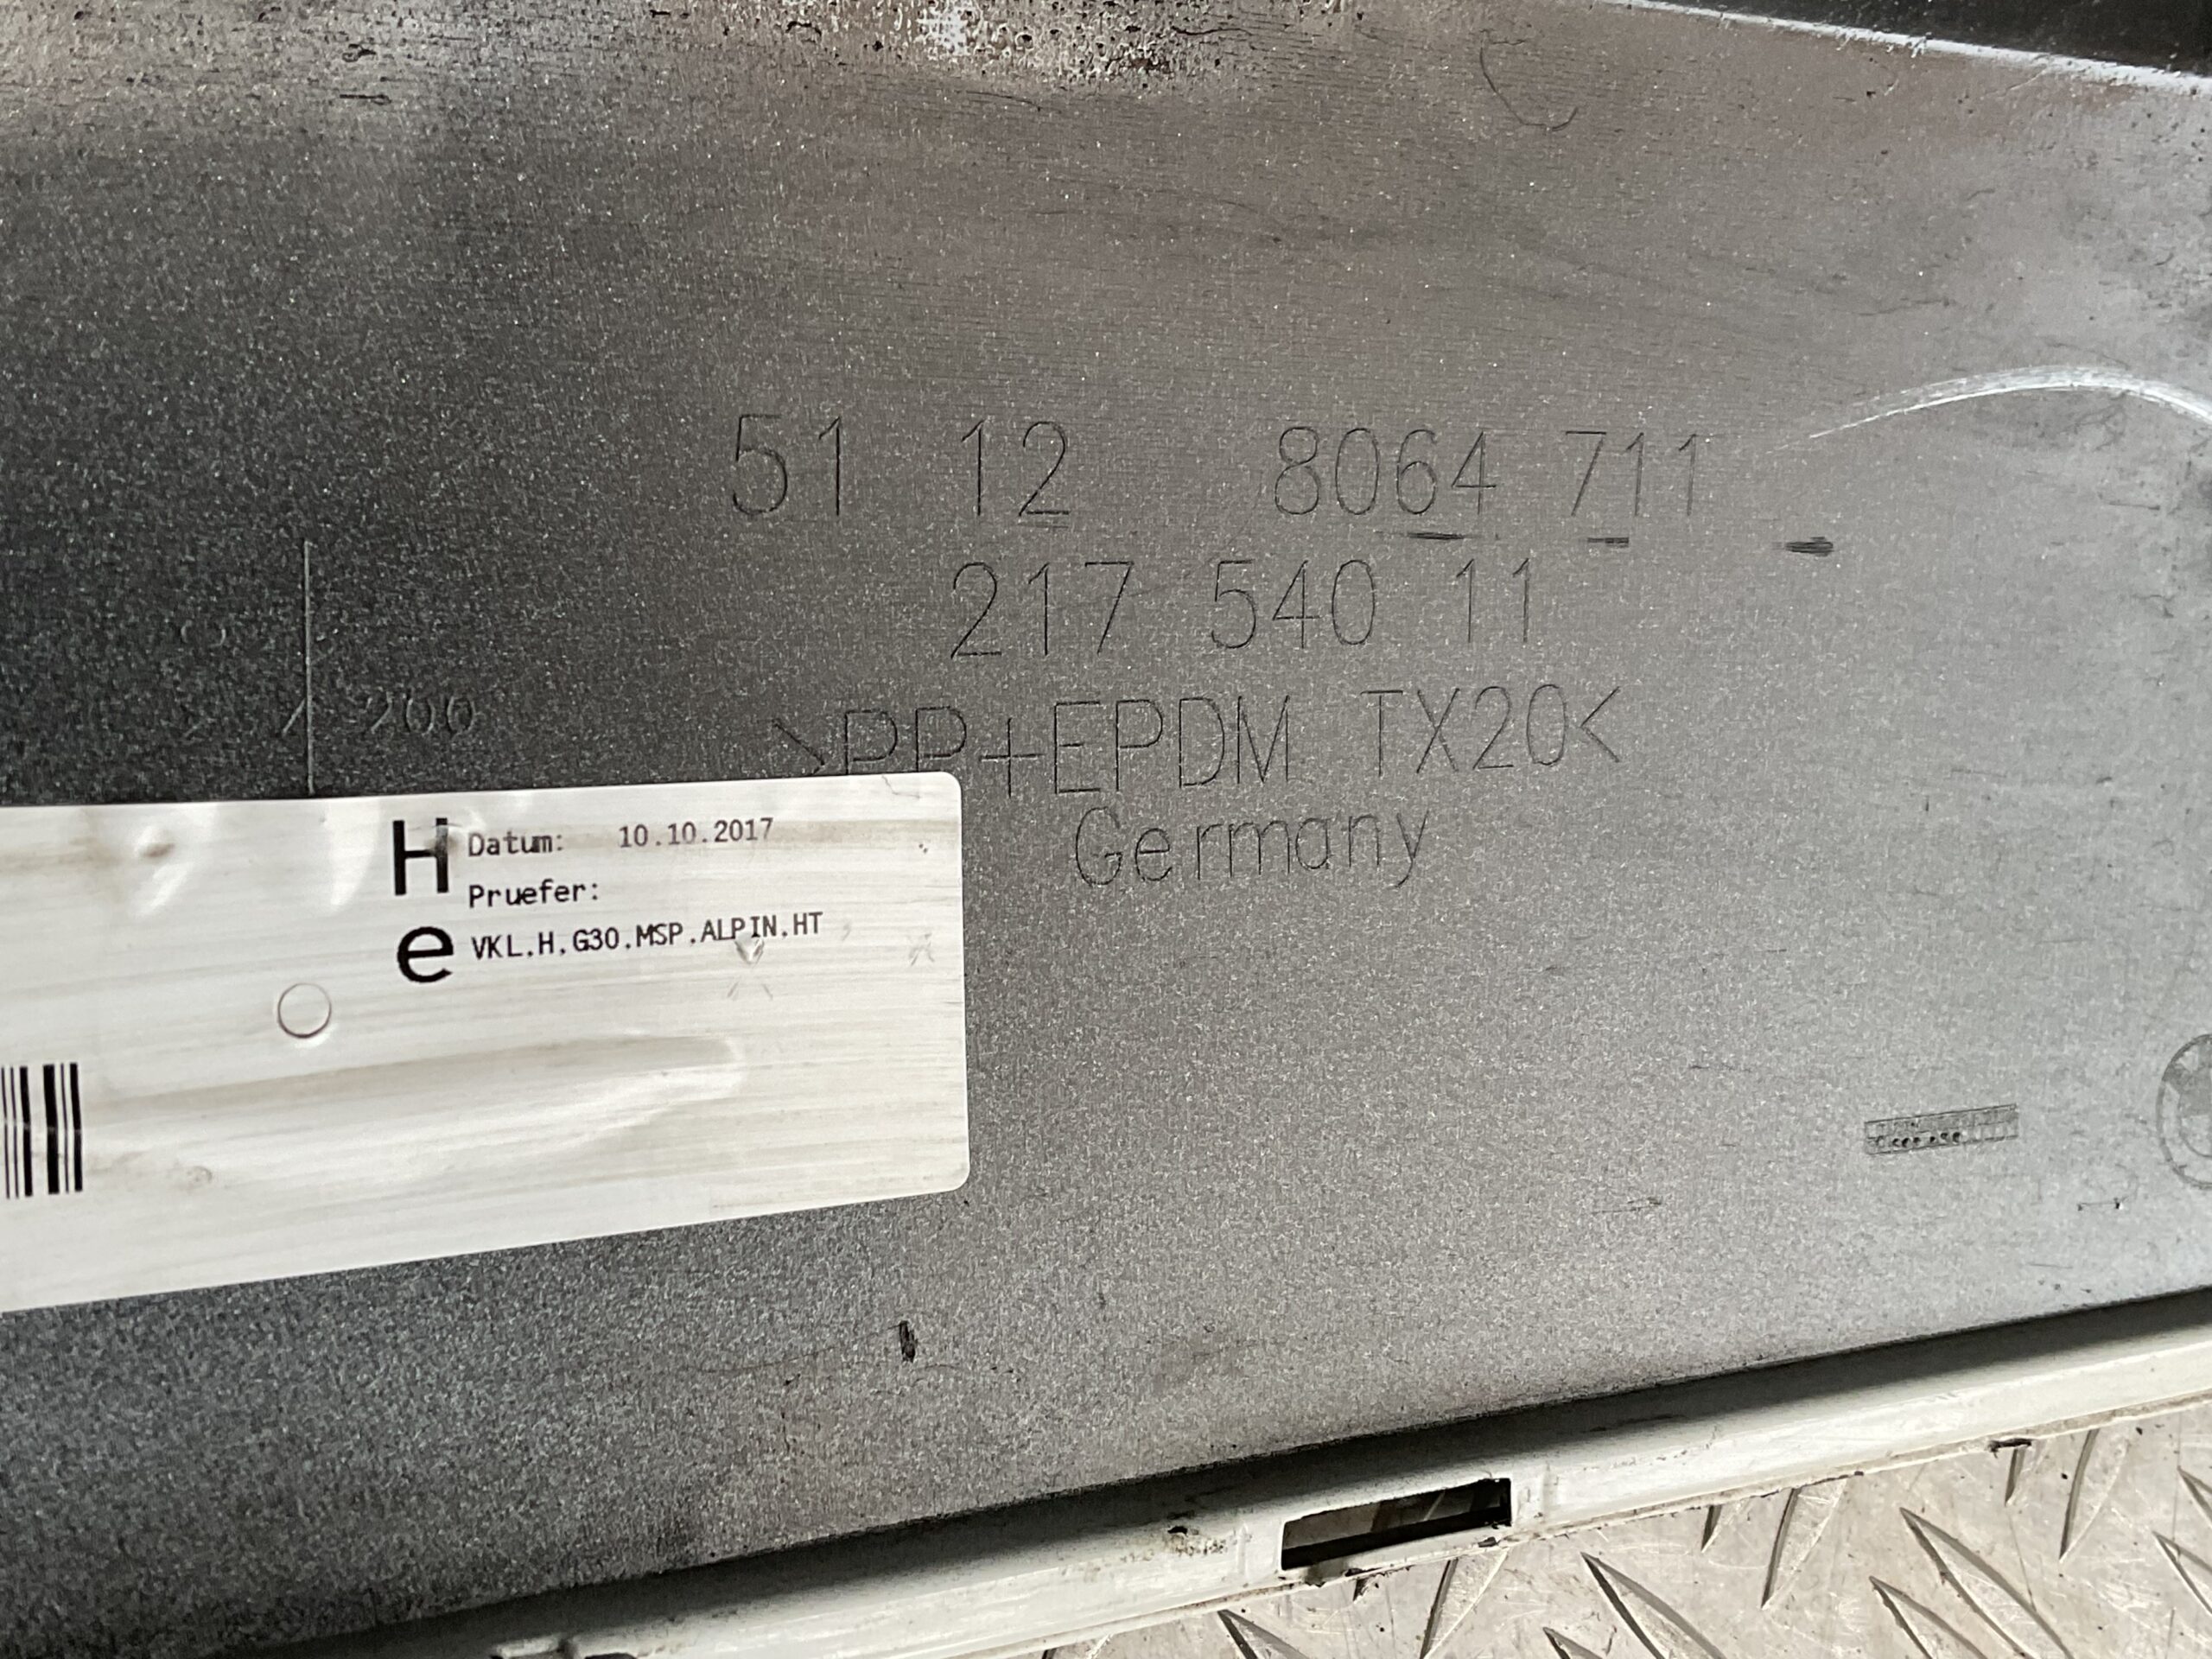 51 12 8064 711
217 540 11
>PP+EPDM TX20<
Germany
200
H Datum: 10.10.2017
Pruefer:
e VKL.H.G30.MSP.ALPIN.HT